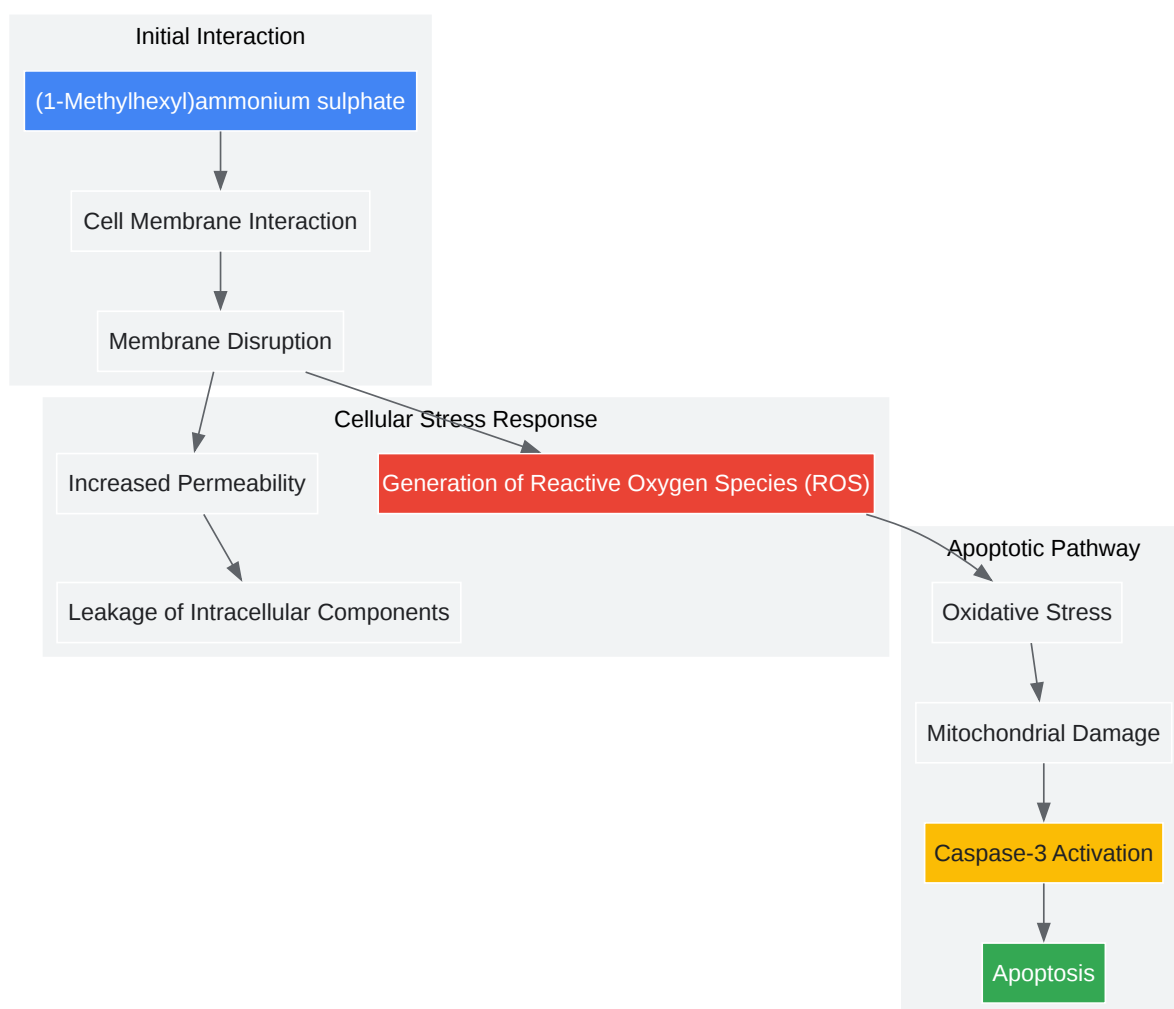 Initial Interaction
(1-Methylhexyl)ammonium sulphate
Cell Membrane Interaction
Membrane Disruption
Cellular Stress Response
Increased Permeability
Generation of Reactive Oxygen Species (ROS)
Leakage of Intracellular Components
Apoptotic Pathway
Oxidative Stress
Mitochondrial Damage
Caspase-3 Activation
Apoptosis